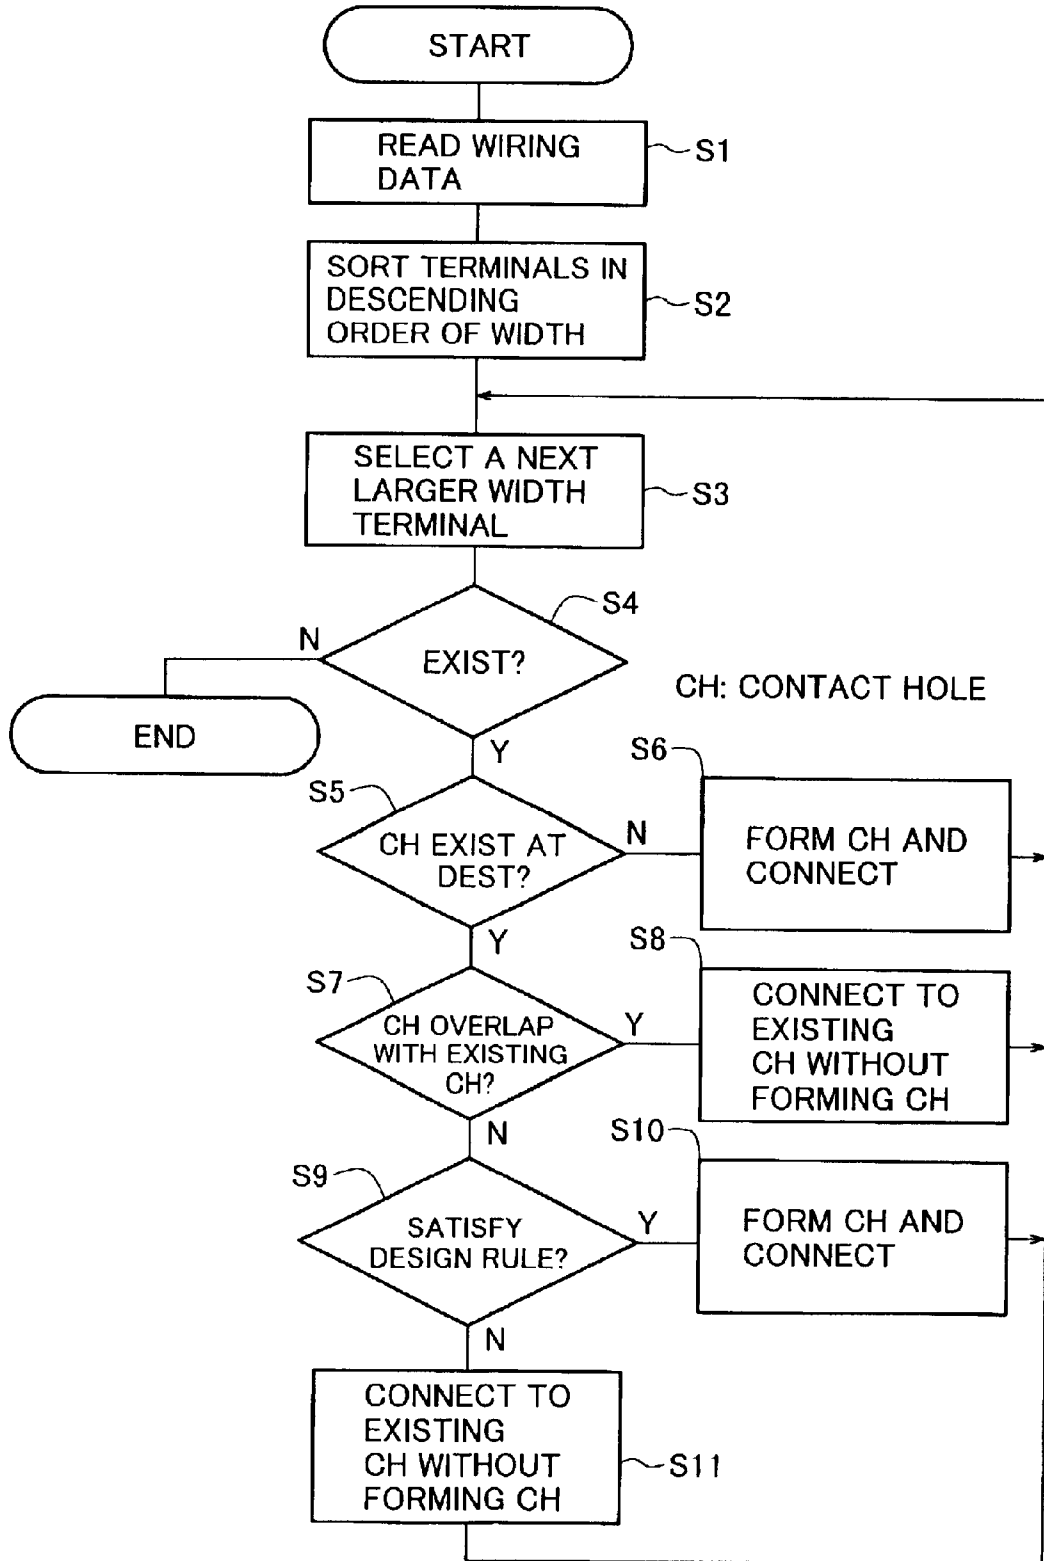 START
READ WIRING
DATA
S1
SORT TERMINALS IN
DESCENDING
ORDER OF WIDTH
S2
SELECT A NEXT
LARGER WIDTH
TERMINAL
S3
S4
N
EXIST?
Y
END
CH: CONTACT HOLE
S5
CH EXIST AT
DEST?
N
Y
S6
FORM CH AND
CONNECT
S7
CH OVERLAP
WITH EXISTING
CH?
Y
N
S8
CONNECT TO
EXISTING
CH WITHOUT
FORMING CH
S9
SATISFY
DESIGN RULE?
Y
N
S10
FORM CH AND
CONNECT
CONNECT TO
EXISTING
CH WITHOUT
FORMING CH
S11